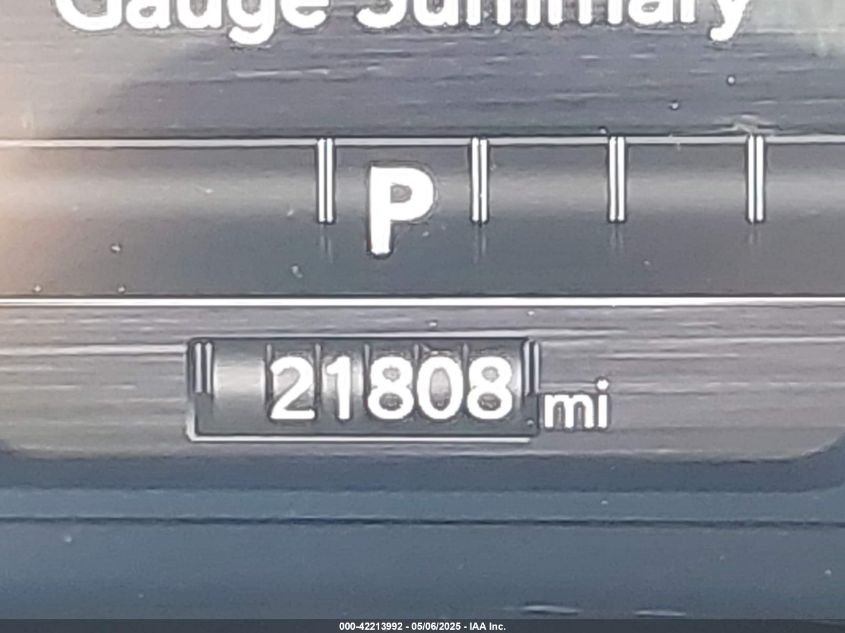 Gauge Summary
P
21808 mi
000-42213992 - 05/06/2025 - IAA Inc.